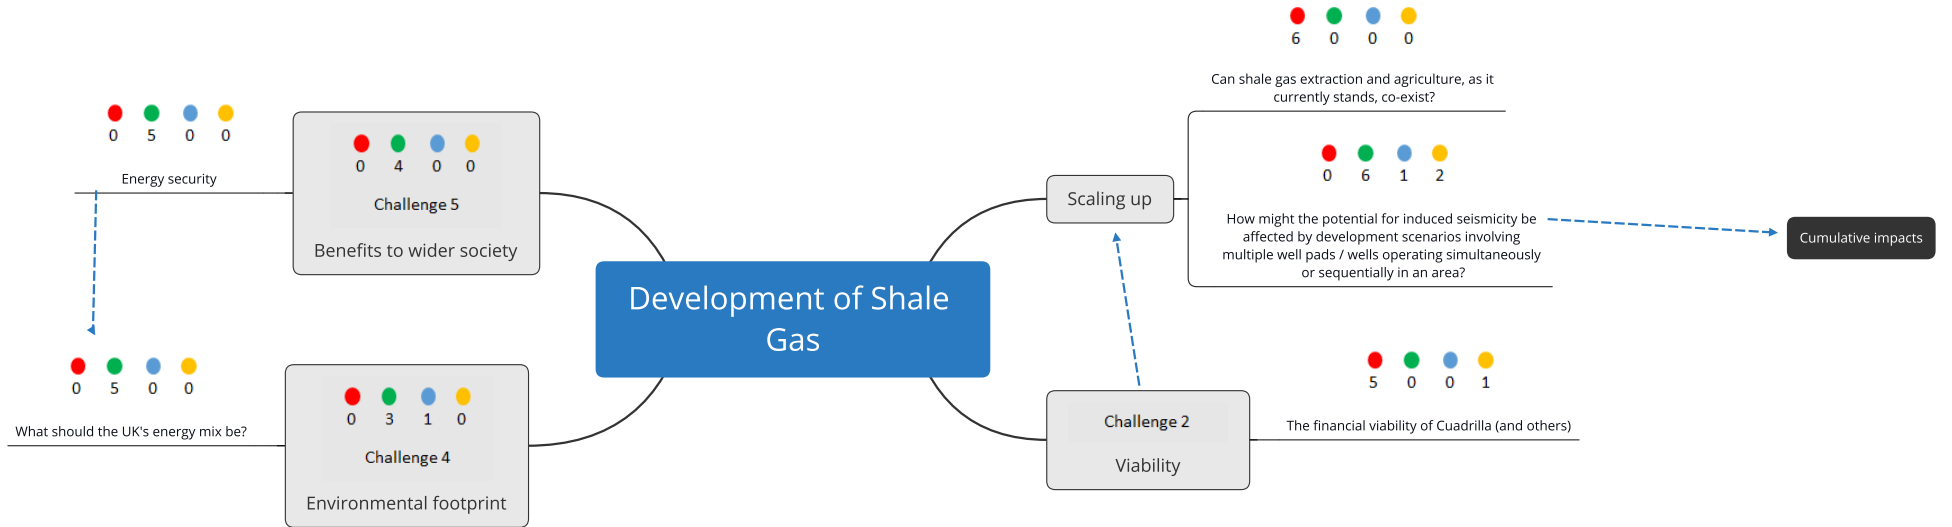 0 5 0 0
Energy security
0 4 0 0
Challenge 5
Benefits to wider society
0 5 0 0
What should the UK's energy mix be?
0 3 1 0
Challenge 4
Environmental footprint
Development of Shale
Gas
6 0 0 0
Can shale gas extraction and agriculture, as it
currently stands, co-exist?
Scaling up
0 6 1 2
How might the potential for induced seismicity be
affected by development scenarios involving
multiple well pads / wells operating simultaneously
or sequentially in an area?
Cumulative impacts
Challenge 2
Viability
5 0 0 1
The financial viability of Cuadrilla (and others)